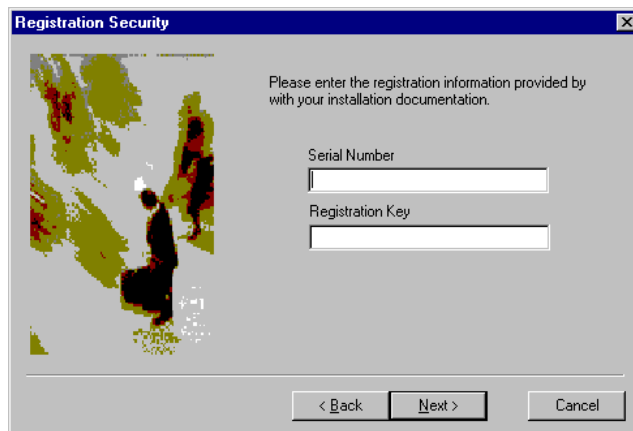 Registration Security
Please enter the registration information provided by
with your installation documentation.
Serial Number
Registration Key
< Back
Next >
Cancel